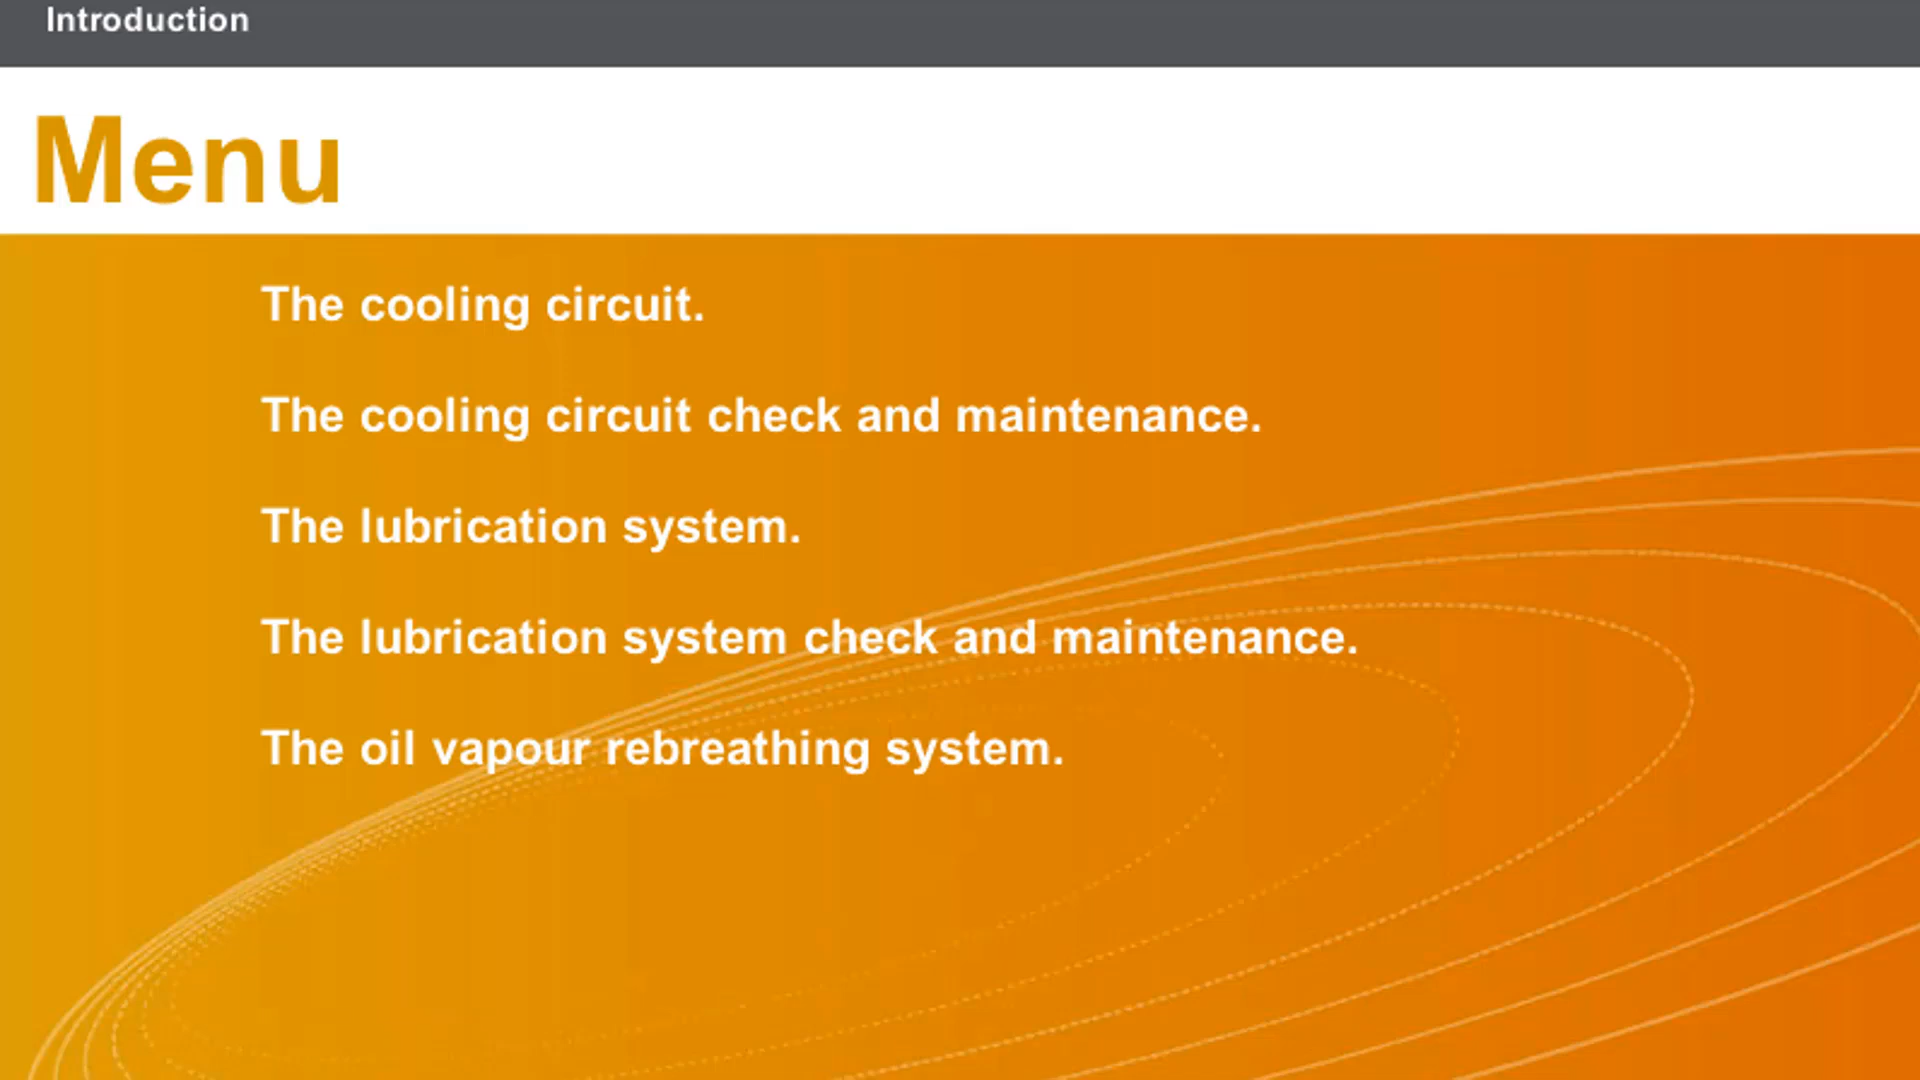 Introduction
Menu
The cooling circuit.
The cooling circuit check and maintenance.
The lubrication system.
The lubrication system check and maintenance.
The oil vapour rebreathing system.